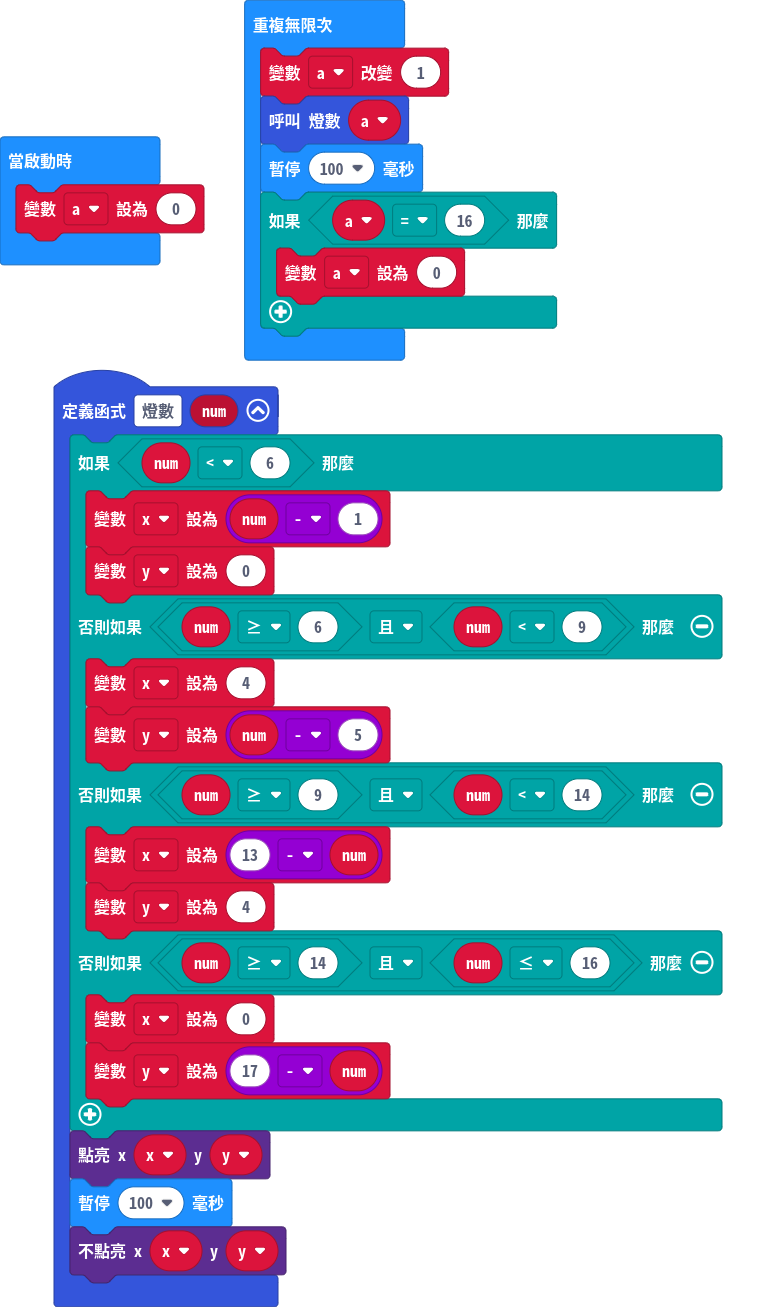 重複無限次
變數 a 改變 1
呼叫 燈數 a
暫停 100 毫秒
如果 a = 16 那麼
變數 a 設為 0
當啟動時
變數 a 設為 0
定義函式 燈數 num
如果 num < 6 那麼
變數 x 設為 num - 1
變數 y 設為 0
否則如果 num ≥ 6 且 num < 9 那麼
變數 x 設為 4
變數 y 設為 num - 5
否則如果 num ≥ 9 且 num < 14 那麼
變數 x 設為 13 - num
變數 y 設為 4
否則如果 num ≥ 14 且 num ≤ 16 那麼
變數 x 設為 0
變數 y 設為 17 - num
點亮 x x y y
暫停 100 毫秒
不點亮 x x y y